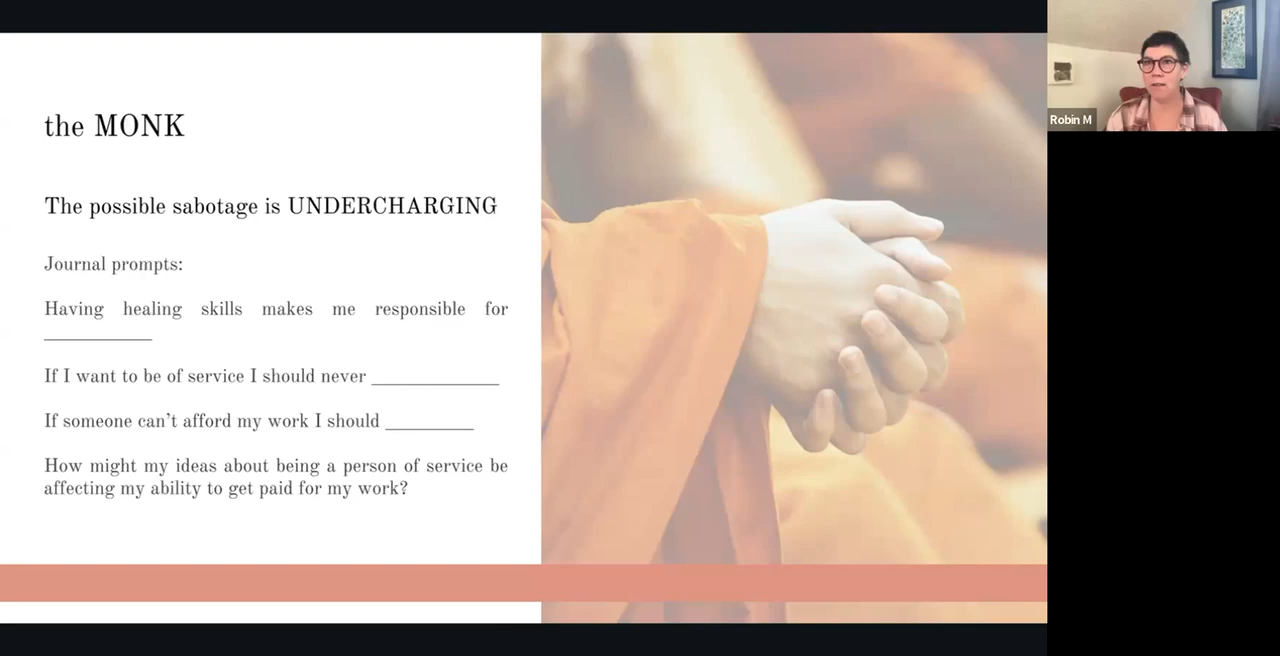 the MONK
The possible sabotage is UNDERCHARGING
Journal prompts:
Having healing skills makes me responsible for
___________
If I want to be of service I should never _____________
If someone can’t afford my work I should _________
How might my ideas about being a person of service be
affecting my ability to get paid for my work?
Robin M